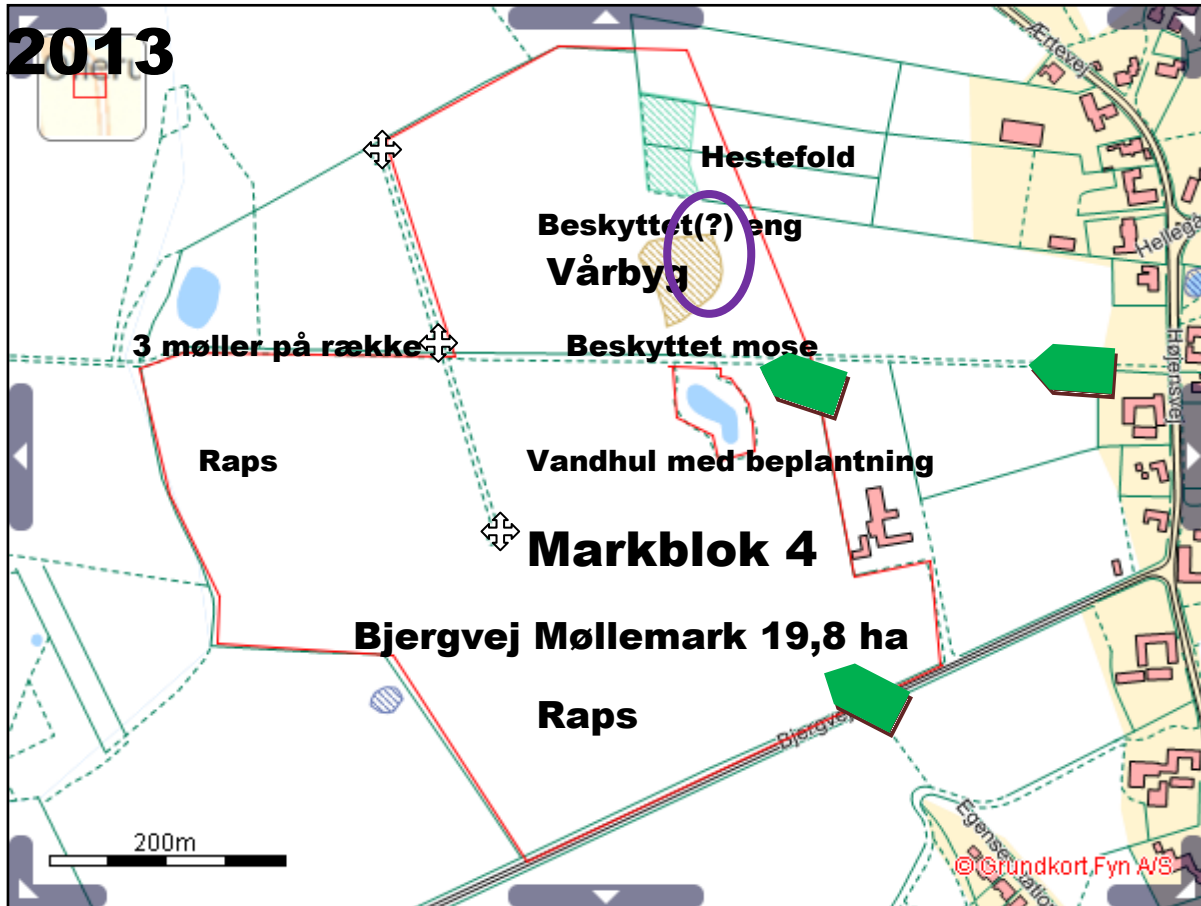 2013
Ærtevej
Hestefold
Beskyttet(?) eng
Vårbyg
3 møller på række
Beskyttet mose
Højensvej
Raps
Vandhul med beplantning
Markblok 4
Bjergvej Møllemark 19,8 ha
Raps
Bjergvej
200m
© Grundkort Fyn A/S